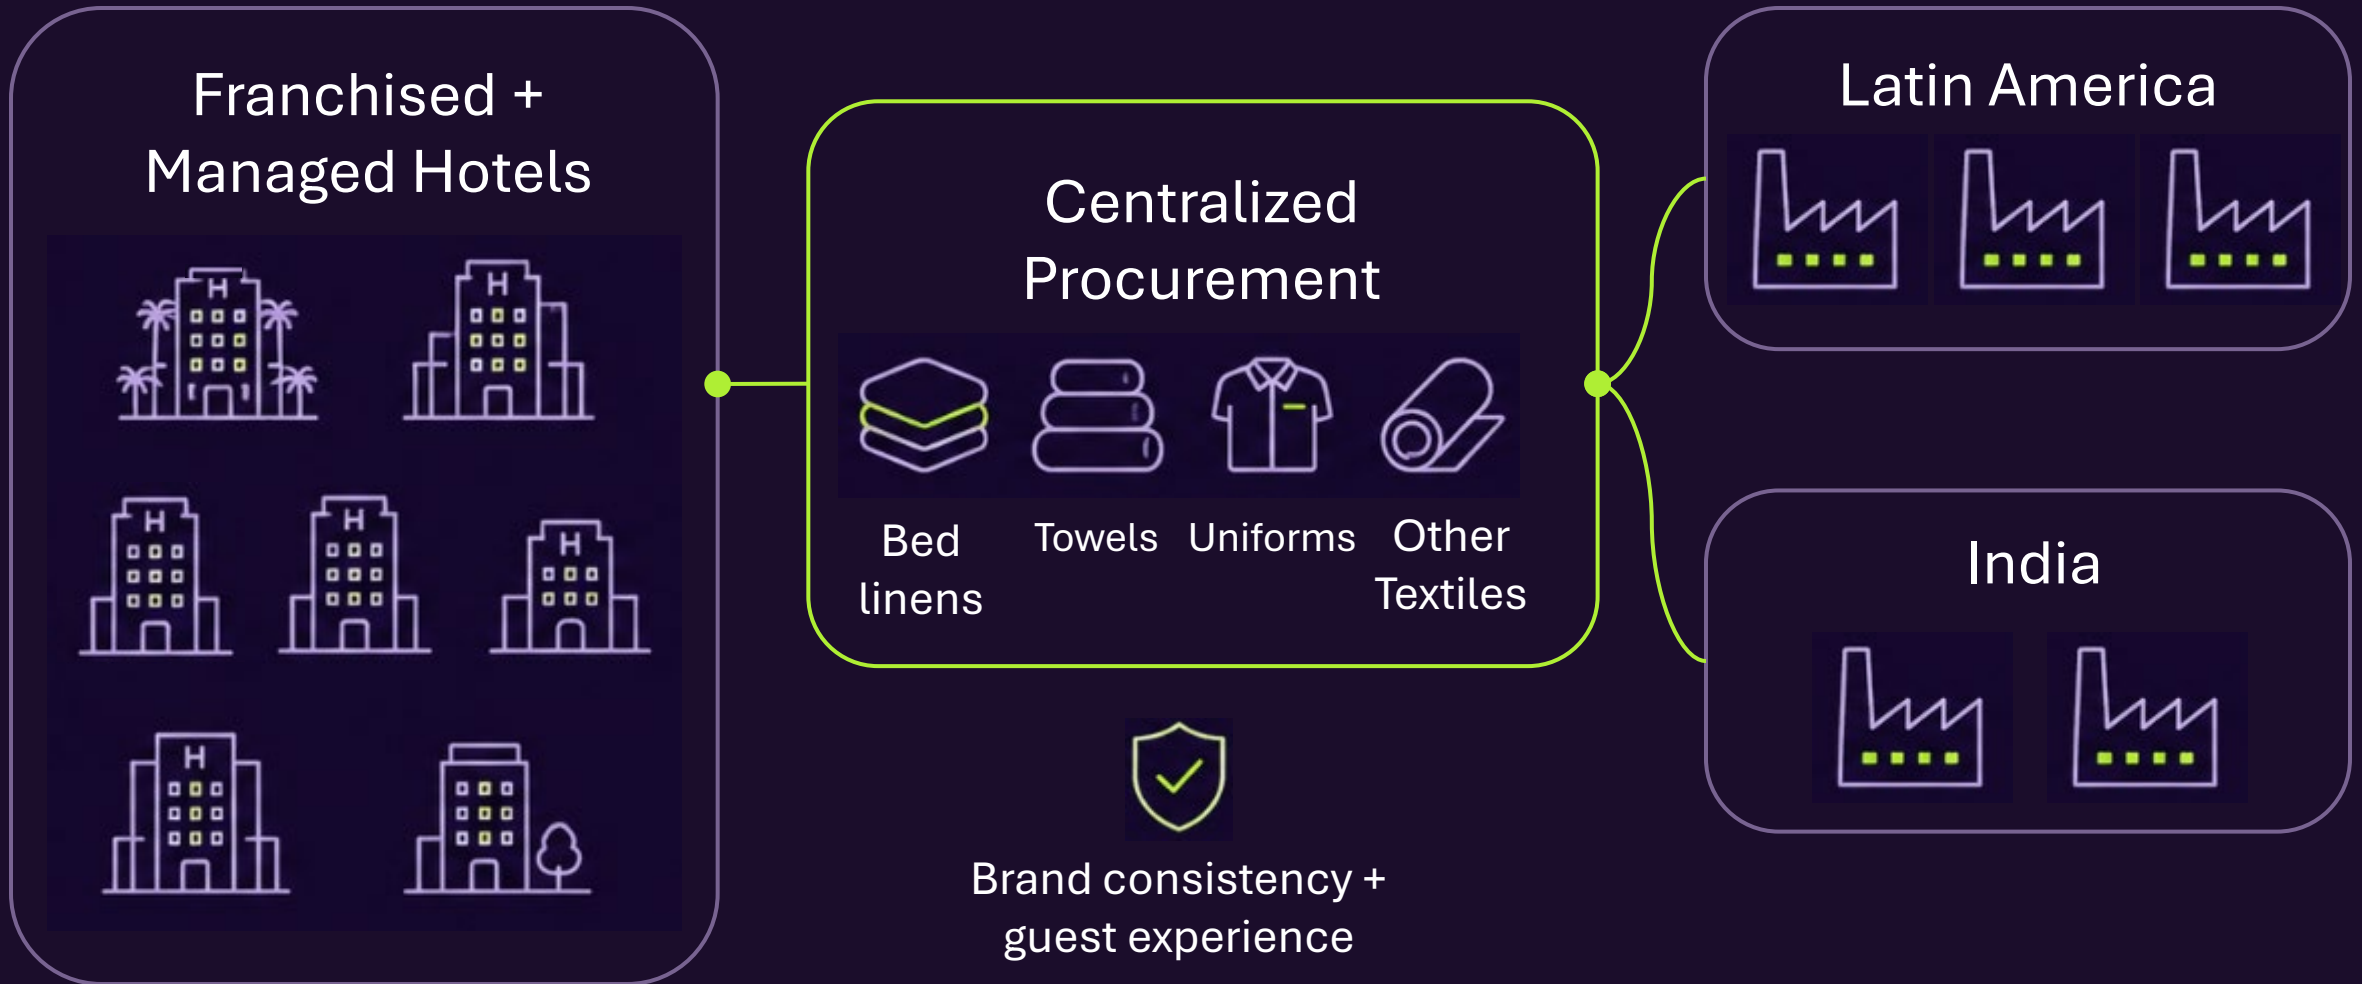 Franchised +
Managed Hotels
H
H
H
H
H
H
Centralized
Procurement
Bed
linens
Towels
Uniforms
Other
Textiles
Brand consistency +
guest experience
Latin America
India